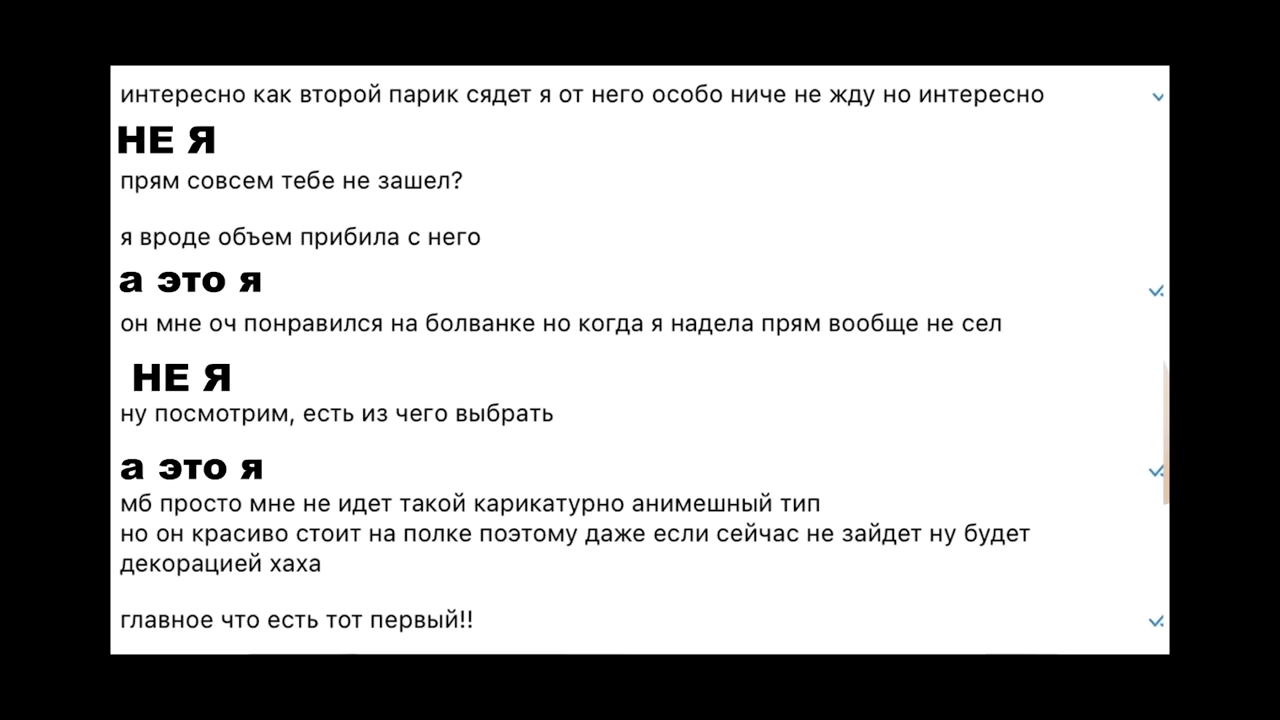 интересно как второй парик сядет я от него особо ниче не жду но интересно
НЕ Я
прям совсем тебе не зашел?
я вроде объем прибила с него
а это я
он мне оч понравился на болванке но когда я надела прям вообще не сел
НЕ Я
ну посмотрим, есть из чего выбрать
а это я
мб просто мне не идет такой карикатурно анимешный тип
но он красиво стоит на полке поэтому даже если сейчас не зайдет ну будет
декорацией хаха
главное что есть тот первый!!